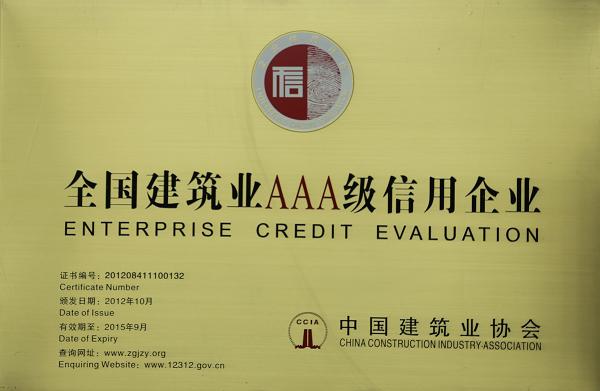 信
全国建筑业AAA级信用企业
ENTERPRISE CREDIT EVALUATION
证书编号：201208411100132
Certificate Number
颁发日期：2012年10月
Date of Issue
有效期至：2015年9月
Date of Expiry
查询网址：www.zgjzy.org
Enquiring Website：www.12312.gov.cn
CCIA
中国建筑业协会
CHINA CONSTRUCTION INDUSTRY ASSOCIATION